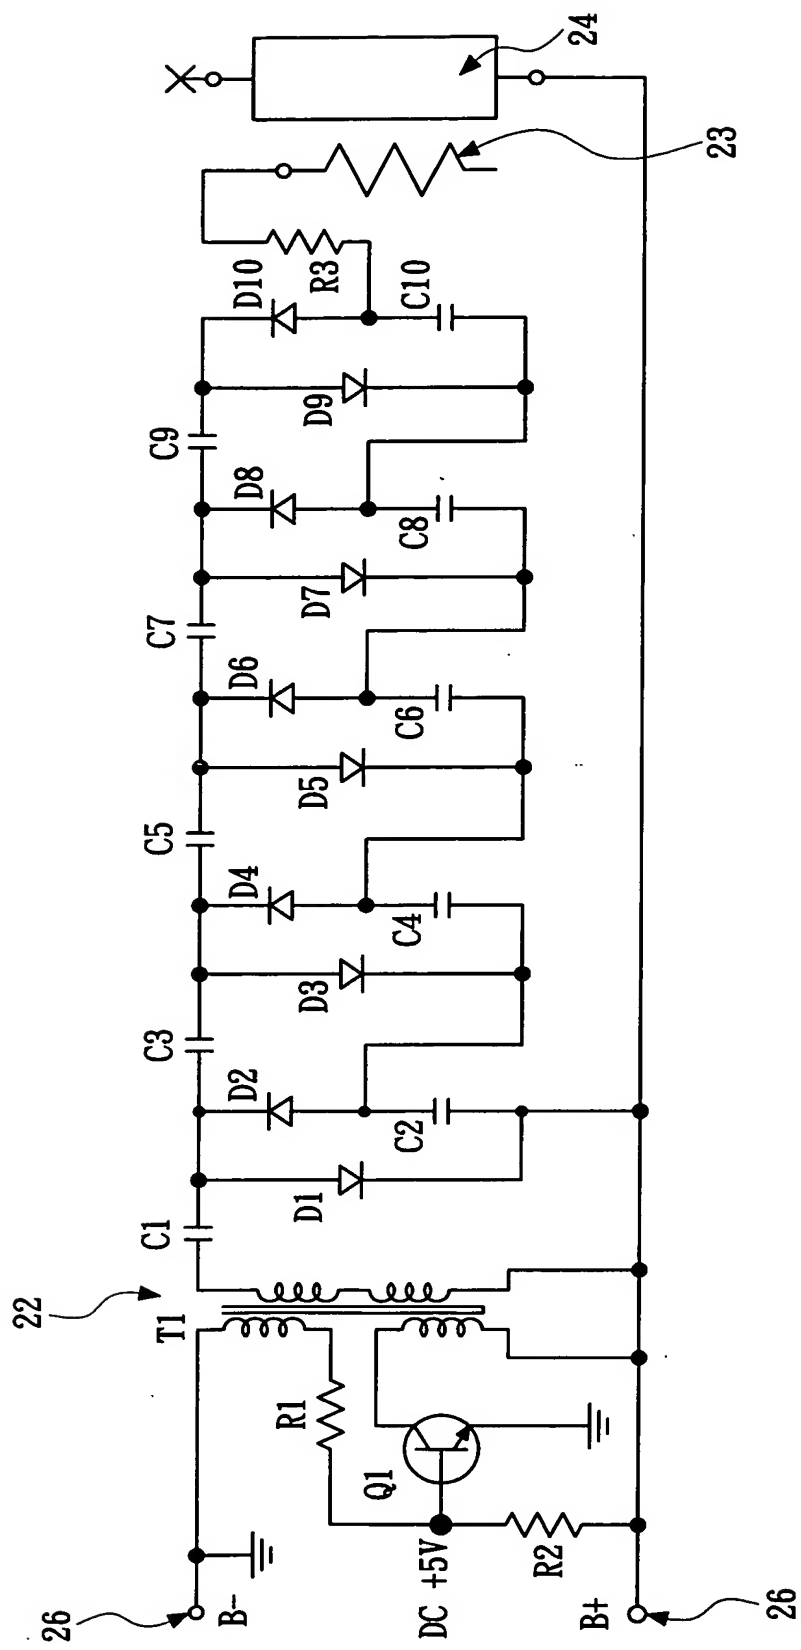 26
B-
DC +5V
B+
26
Q1
R1
R2
22
T1
C1
D1
D2
C2
C3
D3
D4
C4
C5
D5
D6
C6
C7
D7
D8
C8
C9
D9
D10
C10
R3
23
24